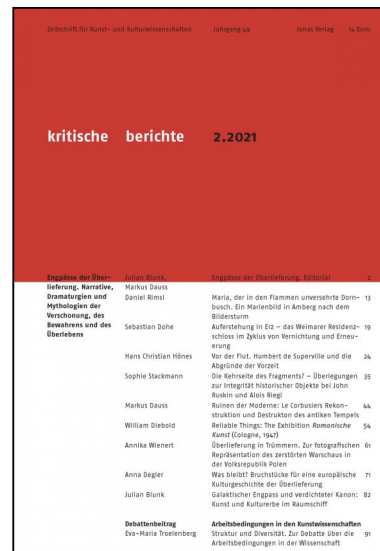 Zeitschrift für Kunst- und Kulturwissenschaften Jahrgang 49 Jonas Verlag 14 Euro
kritische berichte 2.2021
Engpässe der Über- Julian Blunk, Engpässe der Überlieferung. Editorial 2
lieferung. Narrative, Markus Dauss
Dramaturgien und Daniel Rimsl Maria, der in den Flammen unversehrte Dorn- 13
Mythologien der busch. Ein Marienbild in Amberg nach dem
Verschonung, des Bildersturm
Bewahrens und des Sebastian Dohe Auferstehung in Erz – das Weimarer Residenz- 19
Überlebens schloss im Zyklus von Vernichtung und Erneu-
erung
Hans Christian Hönes Vor der Flut. Humbert de Superville und die 24
Abgründe der Vorzeit
Sophie Stackmann Die Kehrseite des Fragments? – Überlegungen 35
zur Integrität historischer Objekte bei John
Ruskin und Alois Riegl
Markus Dauss Ruinen der Moderne: Le Corbusiers Rekon- 44
struktion und Destrukton des antiken Tempels
William Diebold Reliable Things: The Exhibition Romanische 54
Kunst (Cologne, 1947)
Annika Wienert Überlieferung in Trümmern. Zur fotografischen 61
Repräsentation des zerstörten Warschaus in
der Volksrepublik Polen
Anna Degler Was bleibt? Bruchstücke für eine europäische 71
Kulturgeschichte der Überlieferung
Julian Blunk Galaktischer Engpass und verdichteter Kanon: 82
Kunst und Kulturerbe im Raumschiff
Debattenbeitrag Arbeitsbedingungen in den Kunstwissenschaften
Eva-Maria Troelenberg Struktur und Diversität. Zur Debatte über die 91
Arbeitsbedingungen in der Wissenschaft